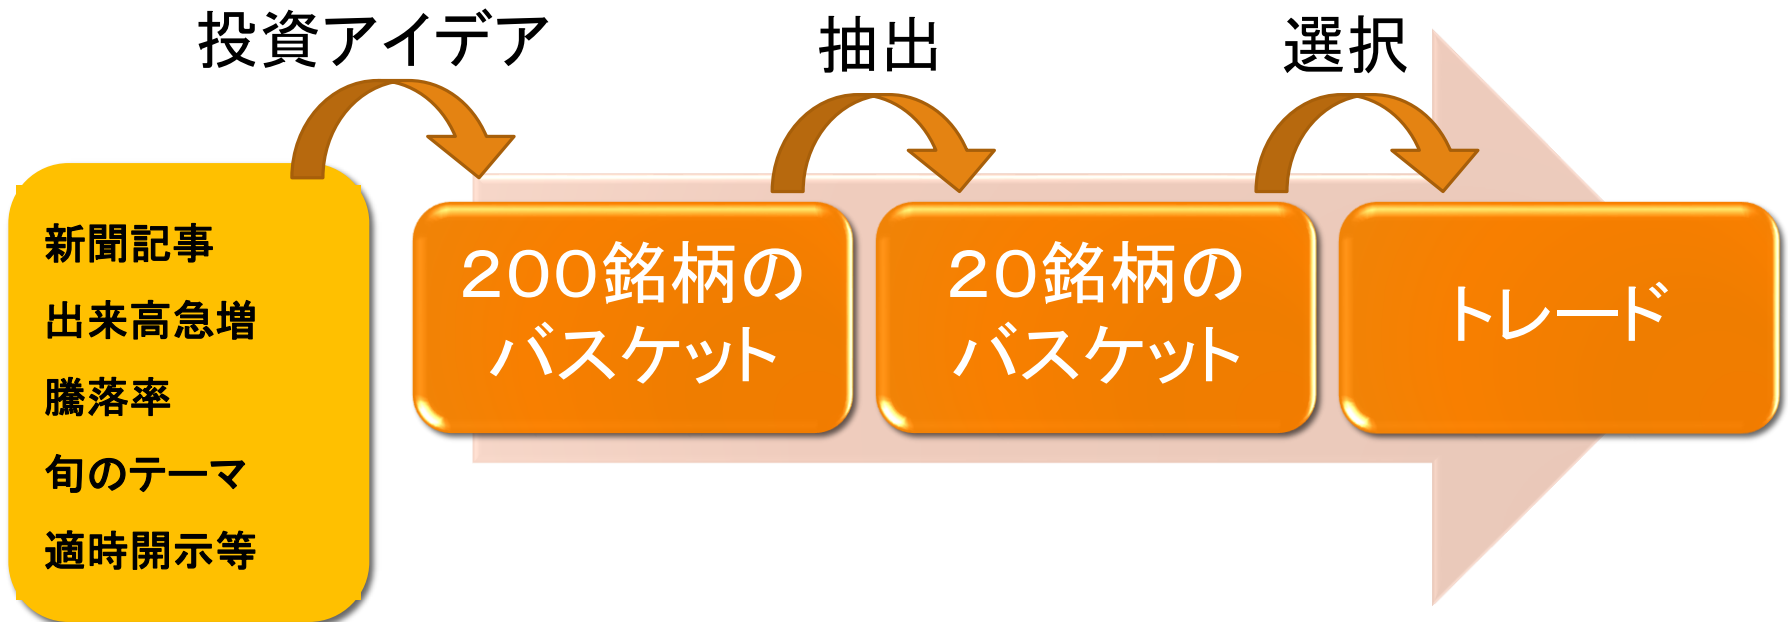 投資アイデア
抽出
選択
新聞記事
出来高急増
騰落率
旬のテーマ
適時開示等
２００銘柄の
バスケット
２０銘柄の
バスケット
トレード